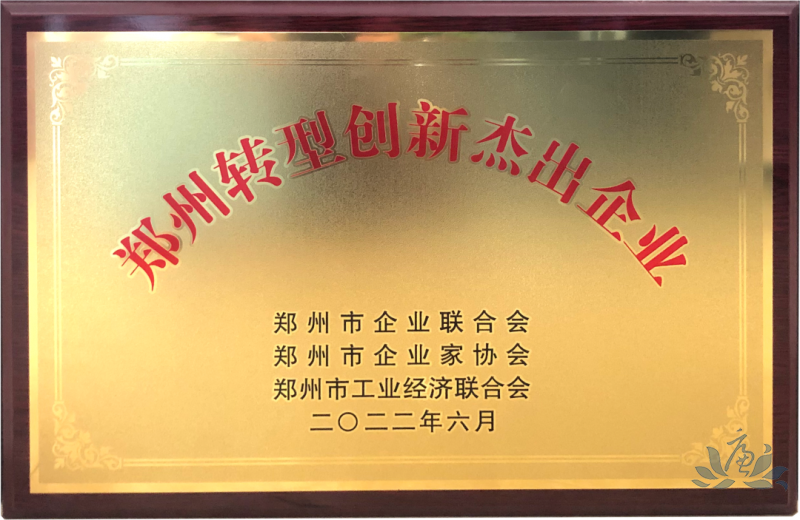 郑州转型创新杰出企业
郑州市企业联合会
郑州市企业家协会
郑州市工业经济联合会
二〇二二年六月